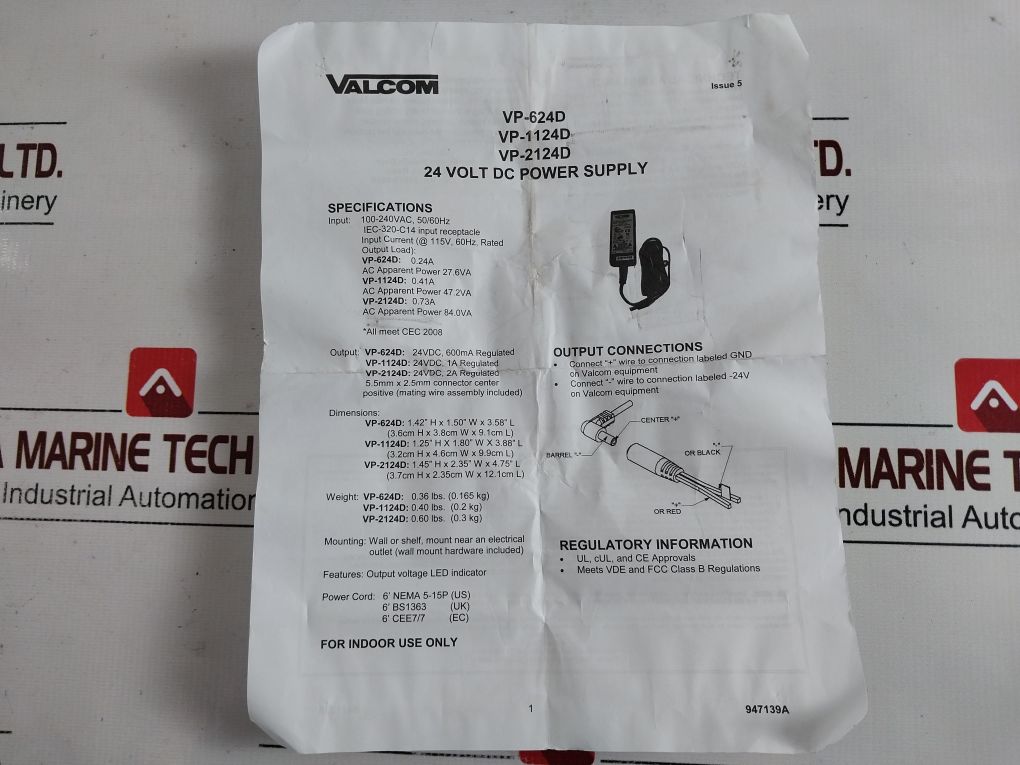 VALCOM
Issue 5
VP-624D
VP-1124D
VP-2124D
24 VOLT DC POWER SUPPLY
SPECIFICATIONS
Input: 100-240VAC, 50/60Hz
IEC-320-C14 input receptacle
Input Current (@ 115V, 60Hz, Rated
Output Load):
VP-624D: 0.24A
AC Apparent Power 27.6VA
VP-1124D: 0.41A
AC Apparent Power 47.2VA
VP-2124D: 0.73A
AC Apparent Power 84.0VA
*All meet CEC 2008
Output: VP-624D: 24VDC, 600mA Regulated
VP-1124D: 24VDC, 1A Regulated
VP-2124D: 24VDC, 2A Regulated
5.5mm x 2.5mm connector center
positive (mating wire assembly included)
Dimensions:
VP-624D: 1.42" H x 1.50" W x 3.58" L
(3.6cm H x 3.8cm W x 9.1cm L)
VP-1124D: 1.25" H X 1.80" W X 3.88" L
(3.2cm H x 4.6cm W x 9.9cm L)
VP-2124D: 1.45" H x 2.35" W x 4.75" L
(3.7cm H x 2.35cm W x 12.1cm L)
Weight: VP-624D: 0.36 lbs. (0.165 kg)
VP-1124D: 0.40 lbs. (0.2 kg)
VP-2124D: 0.60 lbs. (0.3 kg)
Mounting: Wall or shelf, mount near an electrical
outlet (wall mount hardware included)
Features: Output voltage LED indicator
Power Cord: 6' NEMA 5-15P (US)
6' BS1363 (UK)
6' CEE7/7 (EC)
FOR INDOOR USE ONLY
OUTPUT CONNECTIONS
• Connect "+" wire to connection labeled GND
on Valcom equipment
• Connect "-" wire to connection labeled -24V
on Valcom equipment
CENTER "+"
BARREL "-"
"-"
OR BLACK
"+"
OR RED
REGULATORY INFORMATION
• UL, cUL, and CE Approvals
• Meets VDE and FCC Class B Regulations
1
947139A
LTD.
inery
A MARINE TECH
Industrial Automation
D.
ery
MARINE T
ndustrial Auto